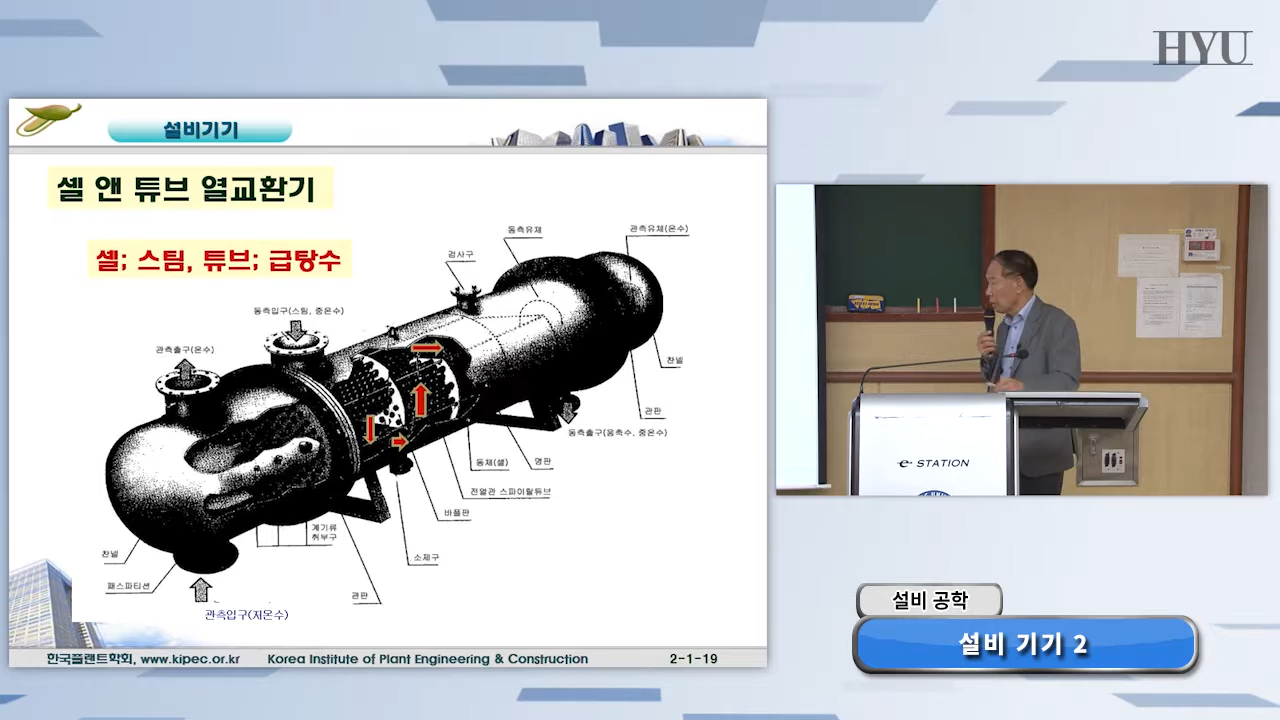 HYU
설비기기
셀 앤 튜브 열교환기
셀; 스팀, 튜브; 급탕수
동측유체
관측유체(온수)
검사구
동측입구(스팀, 중온수)
관측출구(온수)
찬넬
관판
동측출구(응축수, 중온수)
동체(셀)
명판
전열관 스파이럴튜브
바플판
계기류
취부구
소제구
찬넬
패스파티션
관판
관측입구(저온수)
한국플랜트학회, www.kipec.or.kr
Korea Institute of Plant Engineering & Construction
2-1-19
e-STATION
설비 공학
설비 기기 2